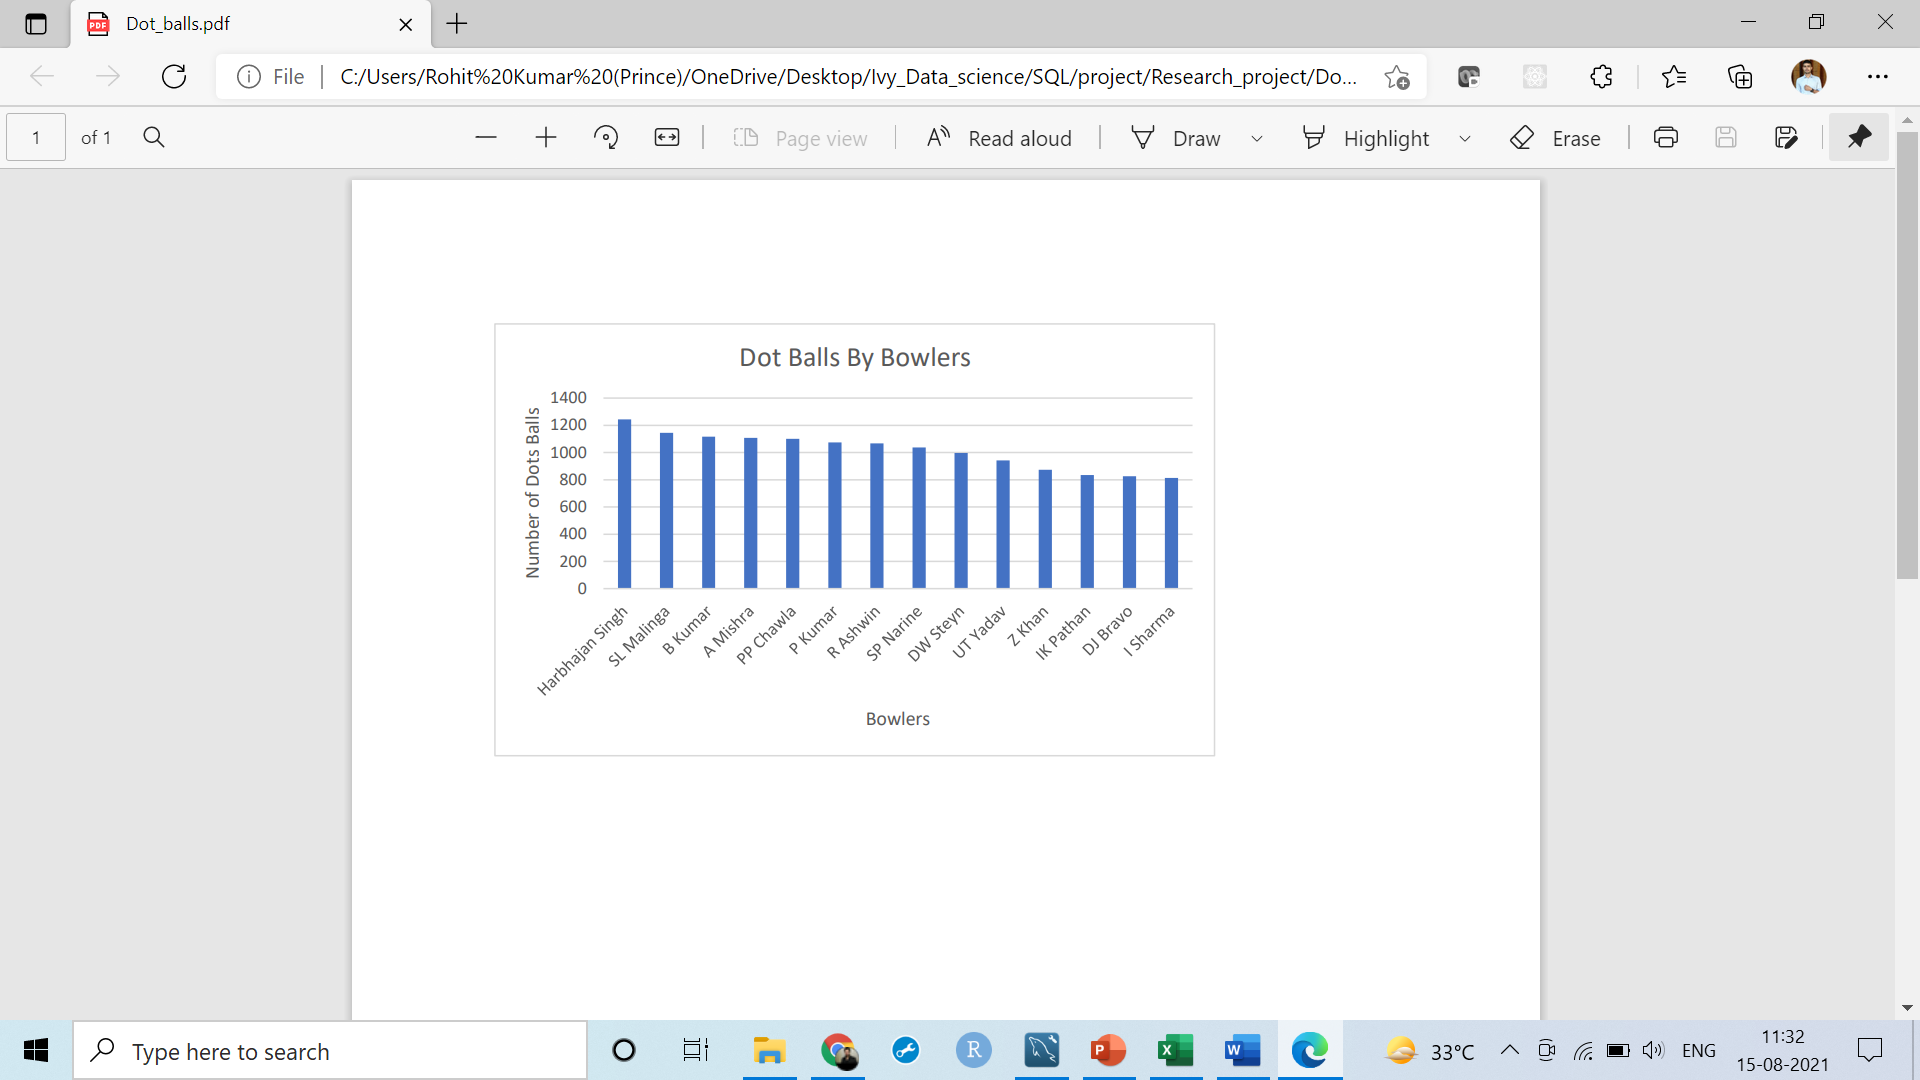 Dot_balls.pdf
File
C:/Users/Rohit%20Kumar%20(Prince)/OneDrive/Desktop/Ivy_Data_science/SQL/project/Research_project/Do...
1 of 1
Page view
Read aloud
Draw
Highlight
Erase
Dot Balls By Bowlers
Number of Dots Balls
1400
1200
1000
800
600
400
200
0
Harbhajan Singh
SL Malinga
B Kumar
A Mishra
PP Chawla
P Kumar
R Ashwin
SP Narine
DW Steyn
UT Yadav
Z Khan
IK Pathan
DJ Bravo
I Sharma
Bowlers
Type here to search
33°C
ENG
11:32
15-08-2021